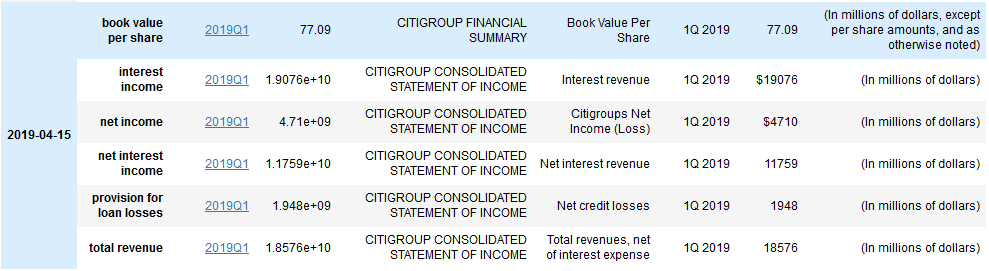 book value per share 2019Q1 77.09 CITIGROUP FINANCIAL SUMMARY Book Value Per Share 1Q 2019 77.09 (In millions of dollars, except per share amounts, and as otherwise noted)
2019-04-15
interest income 2019Q1 1.9076e+10 CITIGROUP CONSOLIDATED STATEMENT OF INCOME Interest revenue 1Q 2019 $19076 (In millions of dollars)
net income 2019Q1 4.71e+09 CITIGROUP CONSOLIDATED STATEMENT OF INCOME Citigroups Net Income (Loss) 1Q 2019 $4710 (In millions of dollars)
net interest income 2019Q1 1.1759e+10 CITIGROUP CONSOLIDATED STATEMENT OF INCOME Net interest revenue 1Q 2019 11759 (In millions of dollars)
provision for loan losses 2019Q1 1.948e+09 CITIGROUP CONSOLIDATED STATEMENT OF INCOME Net credit losses 1Q 2019 1948 (In millions of dollars)
total revenue 2019Q1 1.8576e+10 CITIGROUP CONSOLIDATED STATEMENT OF INCOME Total revenues, net of interest expense 1Q 2019 18576 (In millions of dollars)